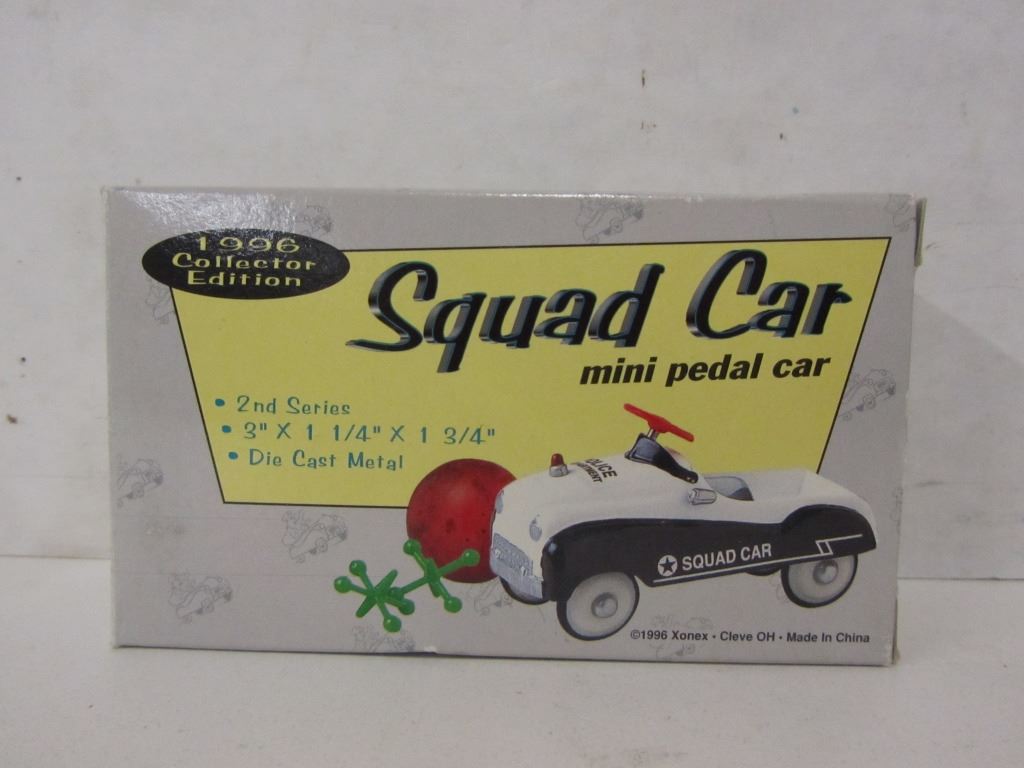 1996
Collector
Edition
Squad Car
mini pedal car
• 2nd Series
• 3" X 1 1/4" X 1 3/4"
• Die Cast Metal
SQUAD CAR
©1996 Xonex • Cleve OH • Made In China